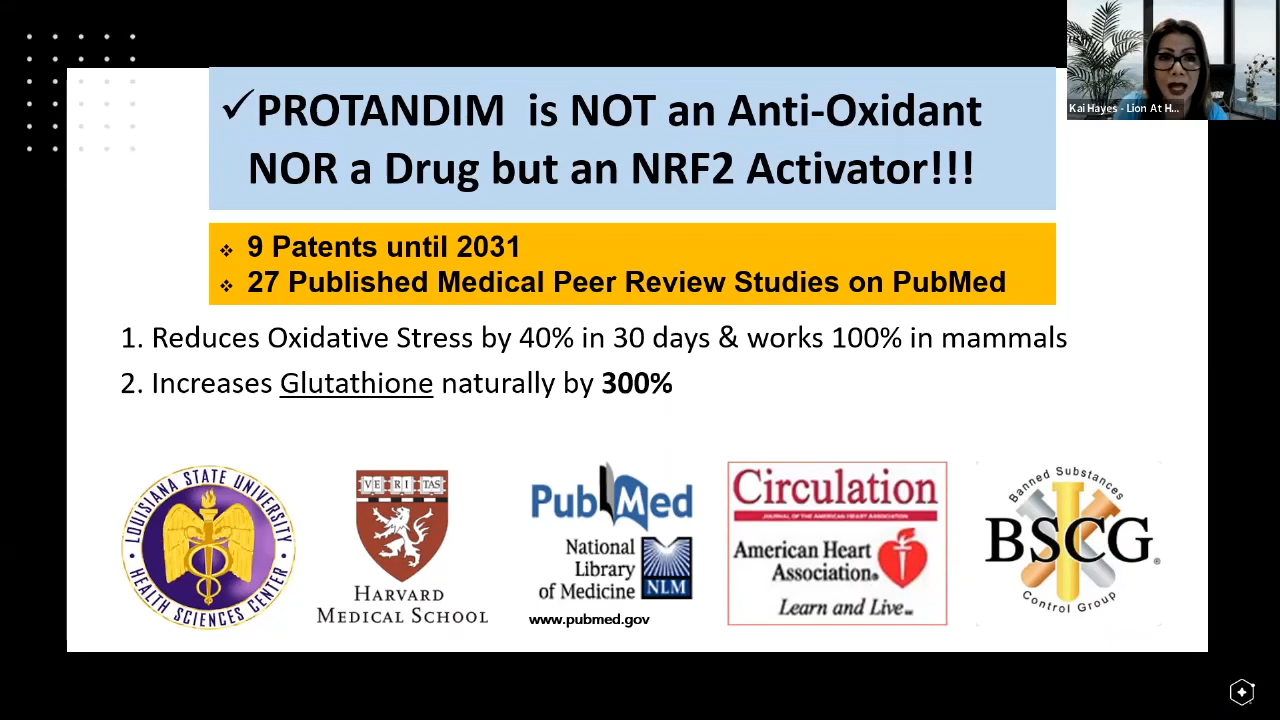 ✓PROTANDIM is NOT an Anti-Oxidant
NOR a Drug but an NRF2 Activator!!!
❖ 9 Patents until 2031
❖ 27 Published Medical Peer Review Studies on PubMed
1. Reduces Oxidative Stress by 40% in 30 days & works 100% in mammals
2. Increases Glutathione naturally by 300%
Kai Hayes - Lion At H...
LOUISIANA STATE UNIVERSITY
HEALTH SCIENCES CENTER
VE RI TAS
HARVARD
MEDICAL SCHOOL
PubMed
National
Library
of Medicine
NLM
www.pubmed.gov
Circulation
JOURNAL OF THE AMERICAN HEART ASSOCIATION
American Heart
Association®
Learn and Live℠
Banned Substances
BSCG®
Control Group